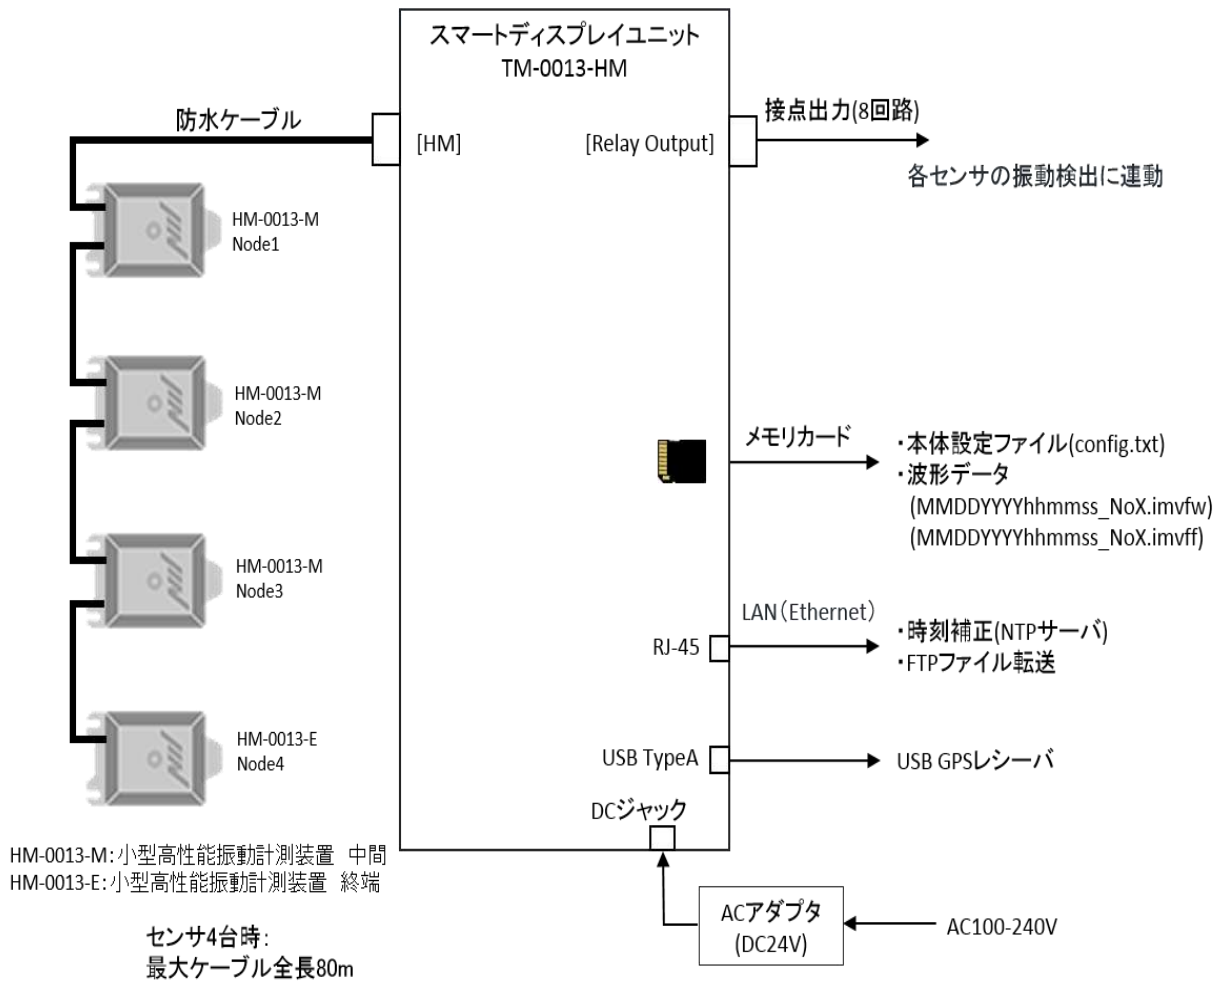 スマートディスプレイユニット
TM-0013-HM
防水ケーブル
[HM]
[Relay Output]
接点出力(8回路)
各センサの振動検出に連動
HM-0013-M
Node1
HM-0013-M
Node2
メモリカード
・本体設定ファイル(config.txt)
・波形データ
(MMDDYYYYhhmmss_NoX.imvfw)
(MMDDYYYYhhmmss_NoX.imvff)
HM-0013-M
Node3
RJ-45
LAN（Ethernet）
・時刻補正(NTPサーバ)
・FTPファイル転送
HM-0013-E
Node4
USB TypeA
USB GPSレシーバ
DCジャック
HM-0013-M：小型高性能振動計測装置　中間
HM-0013-E：小型高性能振動計測装置　終端
ACアダプタ
(DC24V)
AC100-240V
センサ4台時：
最大ケーブル全長80m